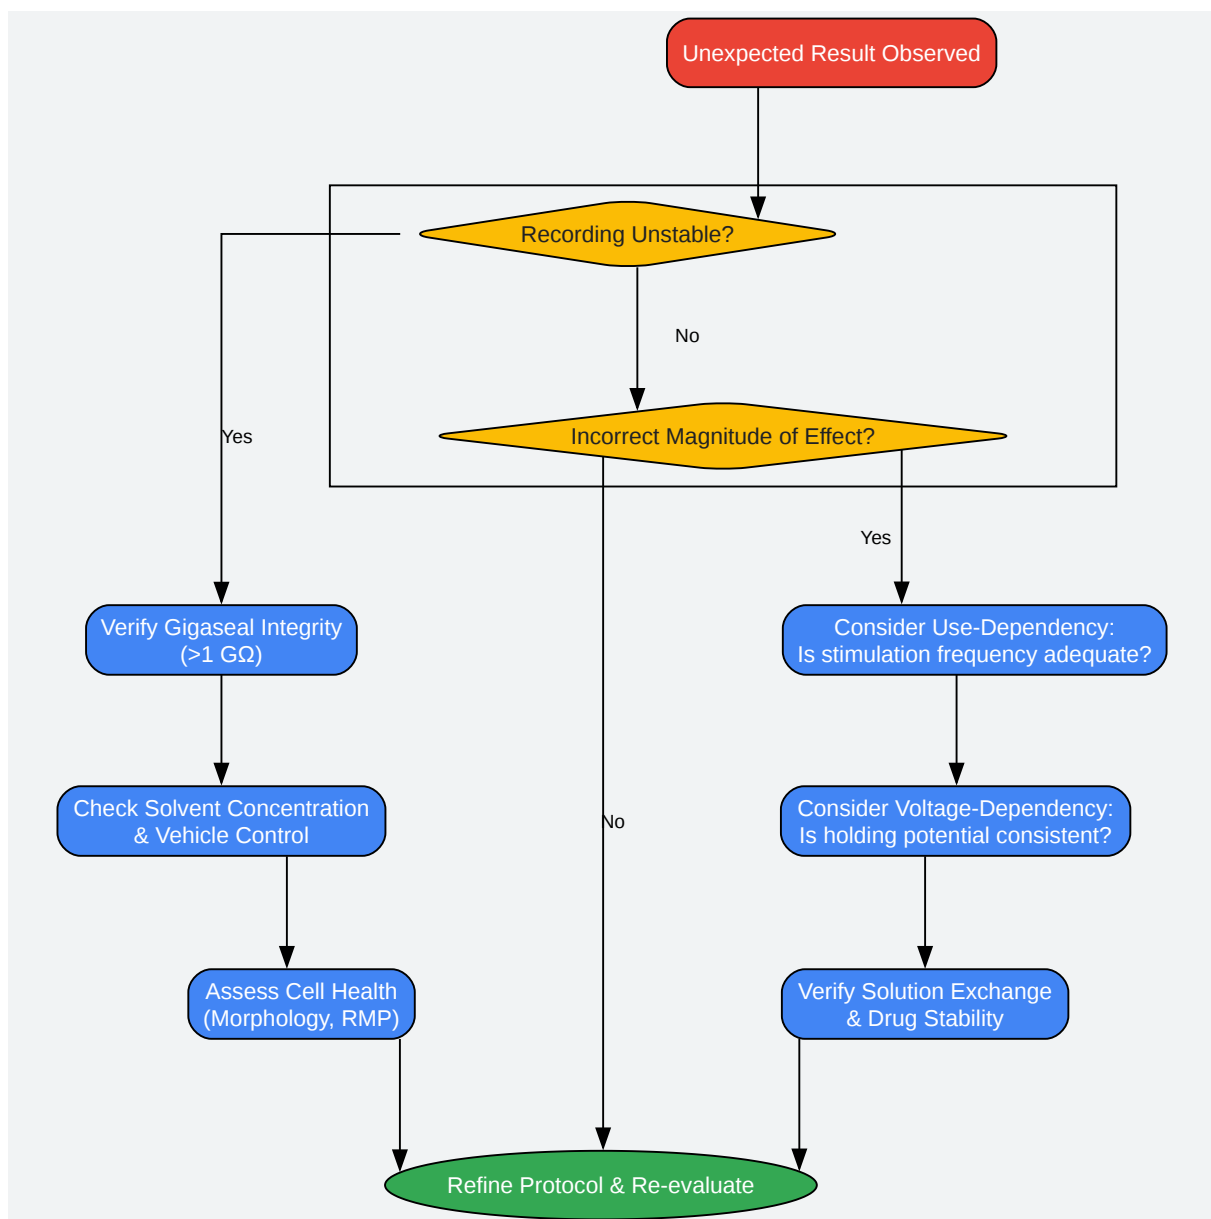 Unexpected Result Observed
Recording Unstable?
No
Incorrect Magnitude of Effect?
Yes
Yes
Verify Gigaseal Integrity
(>1 GΩ)
Consider Use-Dependency:
Is stimulation frequency adequate?
Check Solvent Concentration
& Vehicle Control
No
Consider Voltage-Dependency:
Is holding potential consistent?
Assess Cell Health
(Morphology, RMP)
Verify Solution Exchange
& Drug Stability
Refine Protocol & Re-evaluate